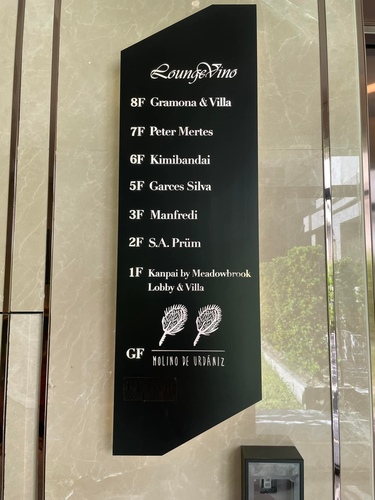 LoungeVino
8F Gramona & Villa
7F Peter Mertes
6F Kimibandai
5F Garces Silva
3F Manfredi
2F S.A. Prüm
1F Kanpai by Meadowbrook
Lobby & Villa
GF MOLINO DE URDÁNIZ